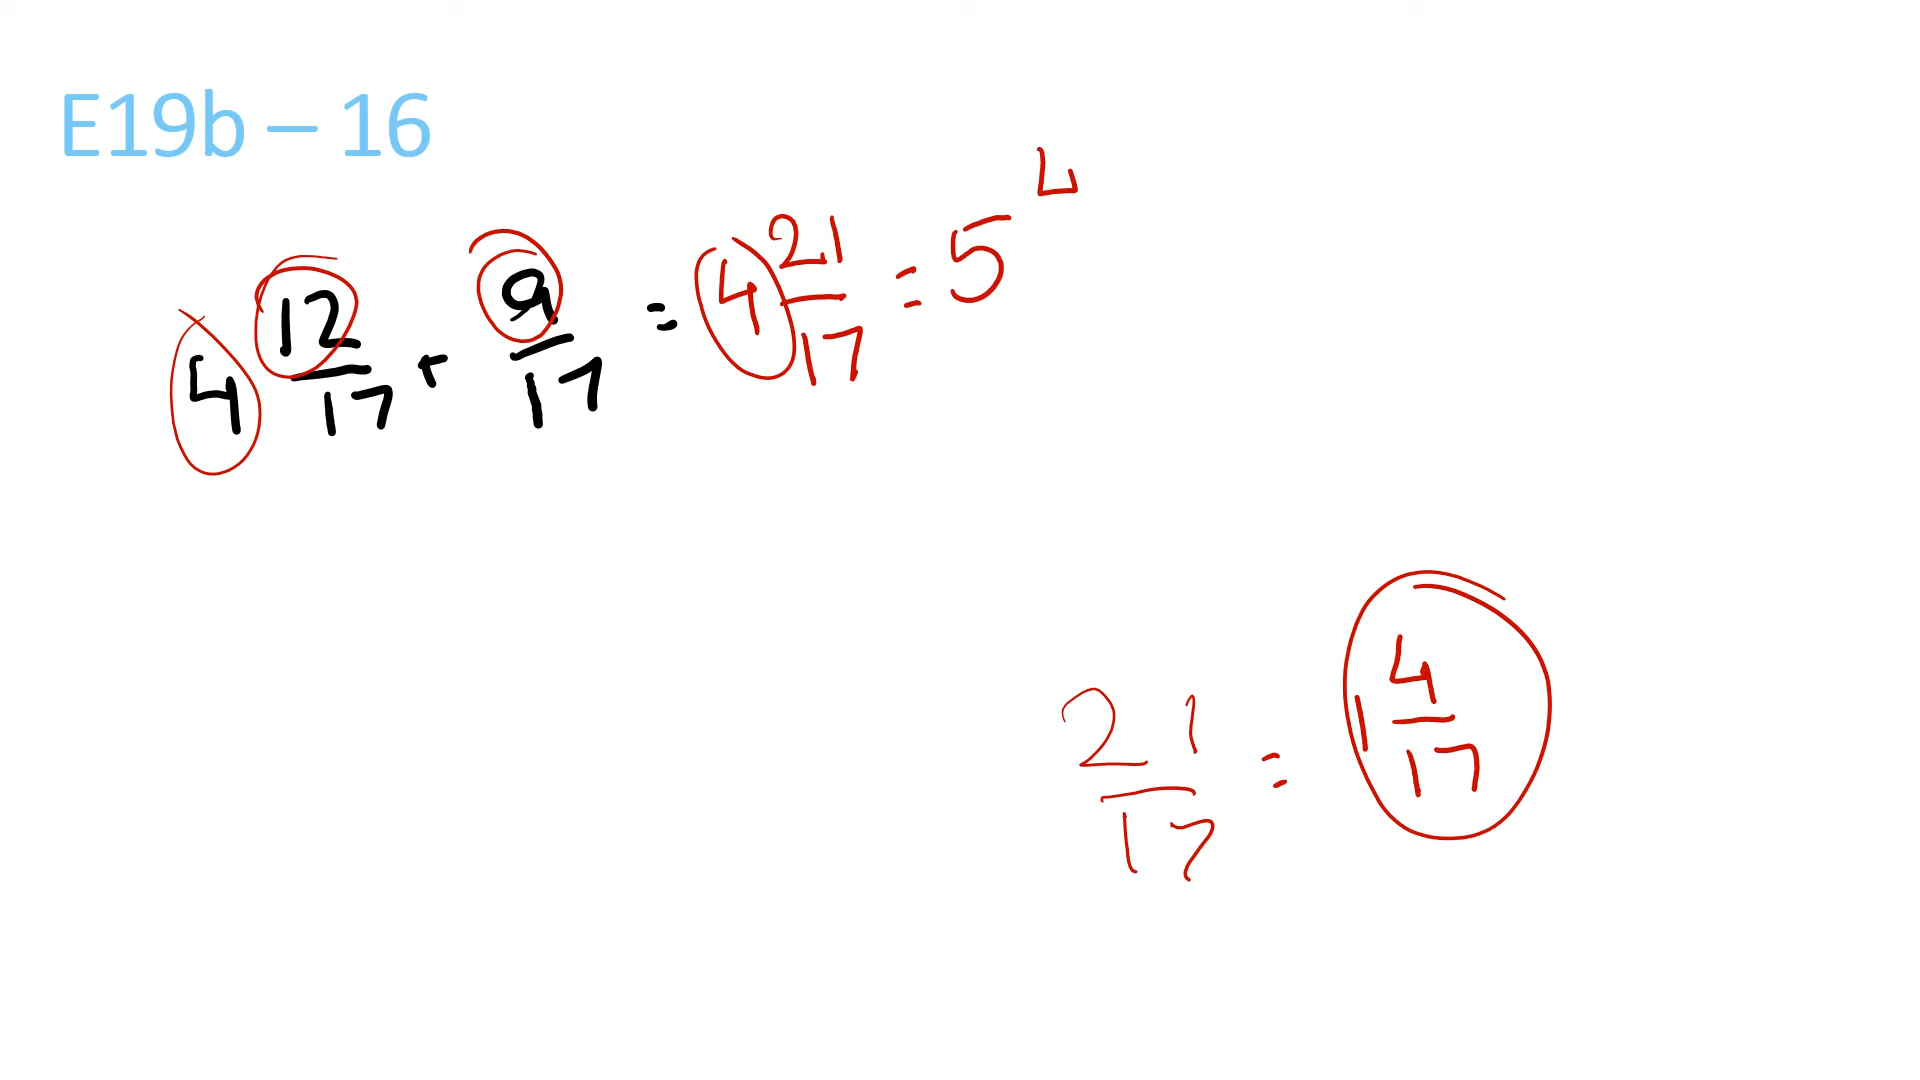 E19b – 16
4 12/17 + 9/17 = 4 21/17 = 5 4
21/17 = 1 4/17